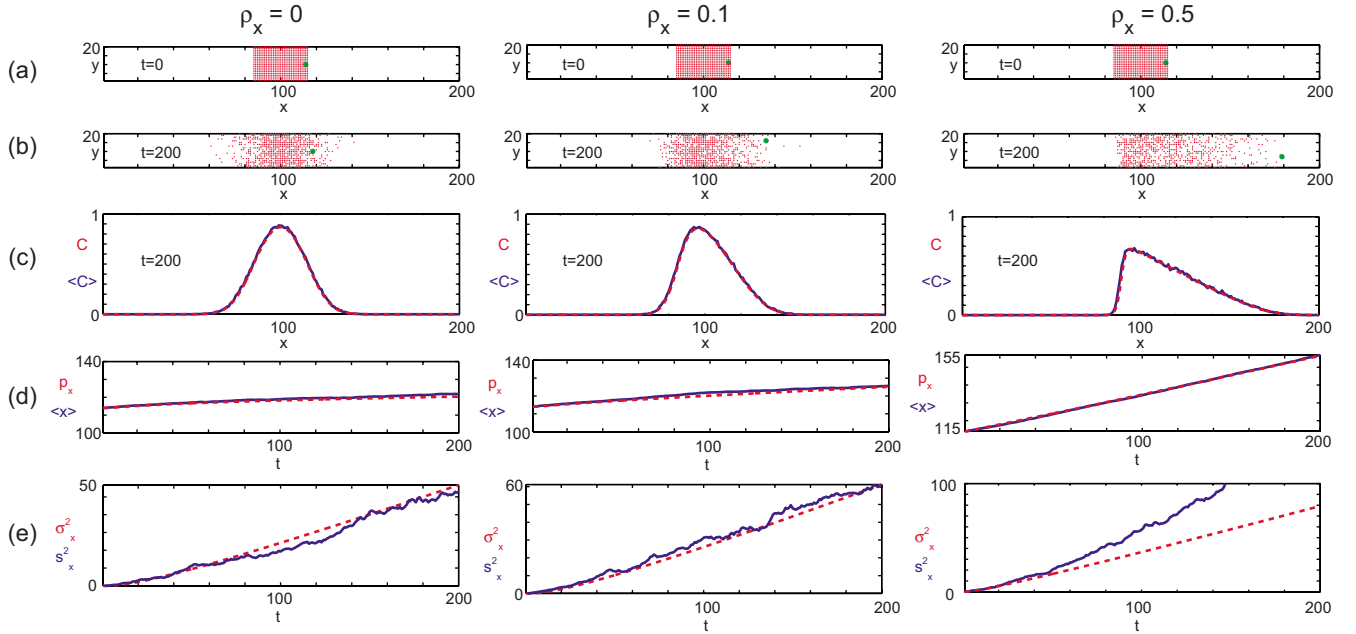 ρx = 0 ρx = 0.1 ρx = 0.5
(a)
20 y t=0 100 200 x
20 y t=0 100 200 x
20 y t=0 100 200 x
(b)
20 y t=200 100 200 x
20 y t=200 100 200 x
20 y t=200 100 200 x
(c)
1 C <C> 0 t=200 100 200 x
1 C <C> 0 t=200 100 200 x
1 C <C> 0 t=200 100 200 x
(d)
140 px <x> 100 100 200 t
140 px <x> 100 100 200 t
155 px <x> 115 100 200 t
(e)
50 σ²x s²x 0 100 200 t
60 σ²x s²x 0 100 200 t
100 σ²x s²x 0 100 200 t